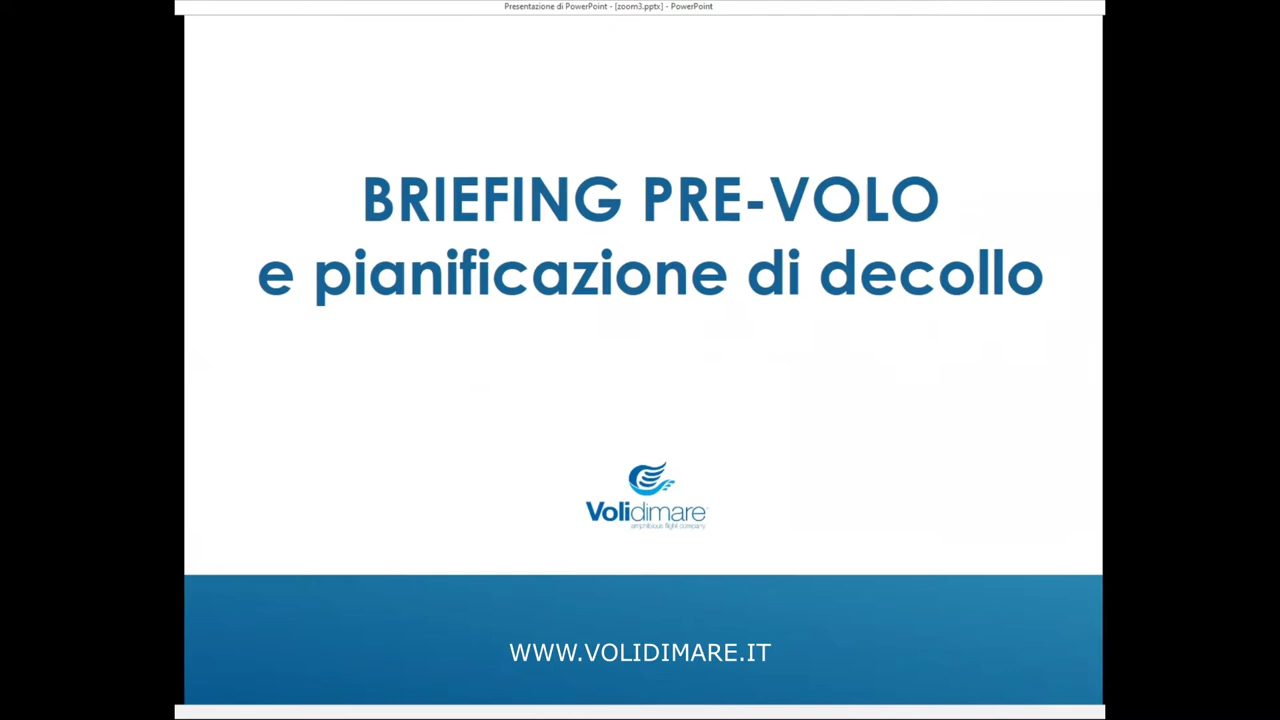 Presentazione di PowerPoint - [zoom3.pptx] - PowerPoint
BRIEFING PRE-VOLO
e pianificazione di decollo
Volidimare
amphibious flight company
WWW.VOLIDIMARE.IT